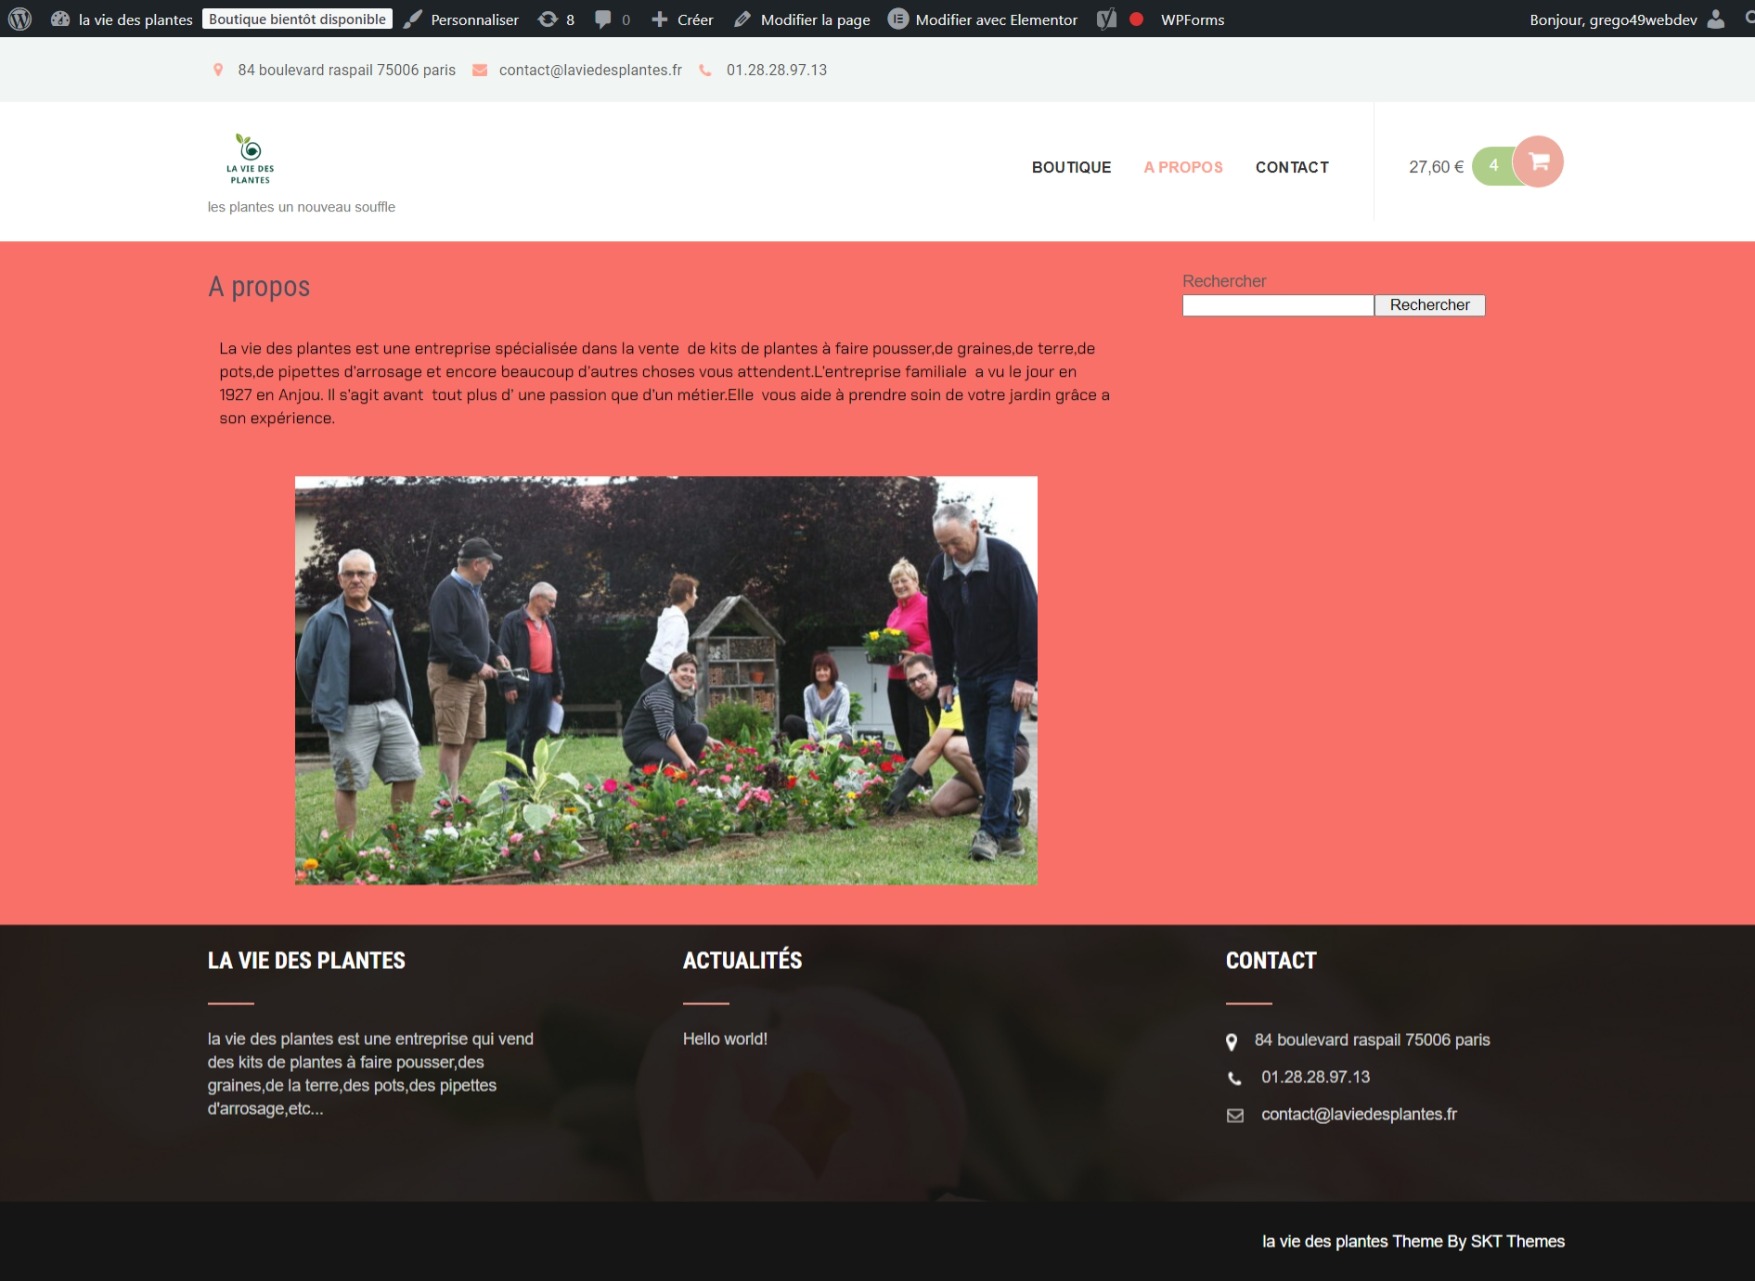 la vie des plantes Boutique bientôt disponible Personnaliser 8 0 Créer Modifier la page Modifier avec Elementor WPForms Bonjour, grego49webdev
84 boulevard raspail 75006 paris contact@laviedesplantes.fr 01.28.28.97.13
LA VIE DES
PLANTES
les plantes un nouveau souffle
BOUTIQUE A PROPOS CONTACT 27,60 € 4
A propos
La vie des plantes est une entreprise spécialisée dans la vente  de kits de plantes à faire pousser,de graines,de terre,de
pots,de pipettes d'arrosage et encore beaucoup d'autres choses vous attendent.L'entreprise familiale  a vu le jour en
1927 en Anjou. Il s'agit avant  tout plus d' une passion que d'un métier.Elle  vous aide à prendre soin de votre jardin grâce a
son expérience.
Rechercher
Rechercher
LA VIE DES PLANTES
la vie des plantes est une entreprise qui vend
des kits de plantes à faire pousser,des
graines,de la terre,des pots,des pipettes
d'arrosage,etc...
ACTUALITÉS
Hello world!
CONTACT
84 boulevard raspail 75006 paris
01.28.28.97.13
contact@laviedesplantes.fr
la vie des plantes Theme By SKT Themes